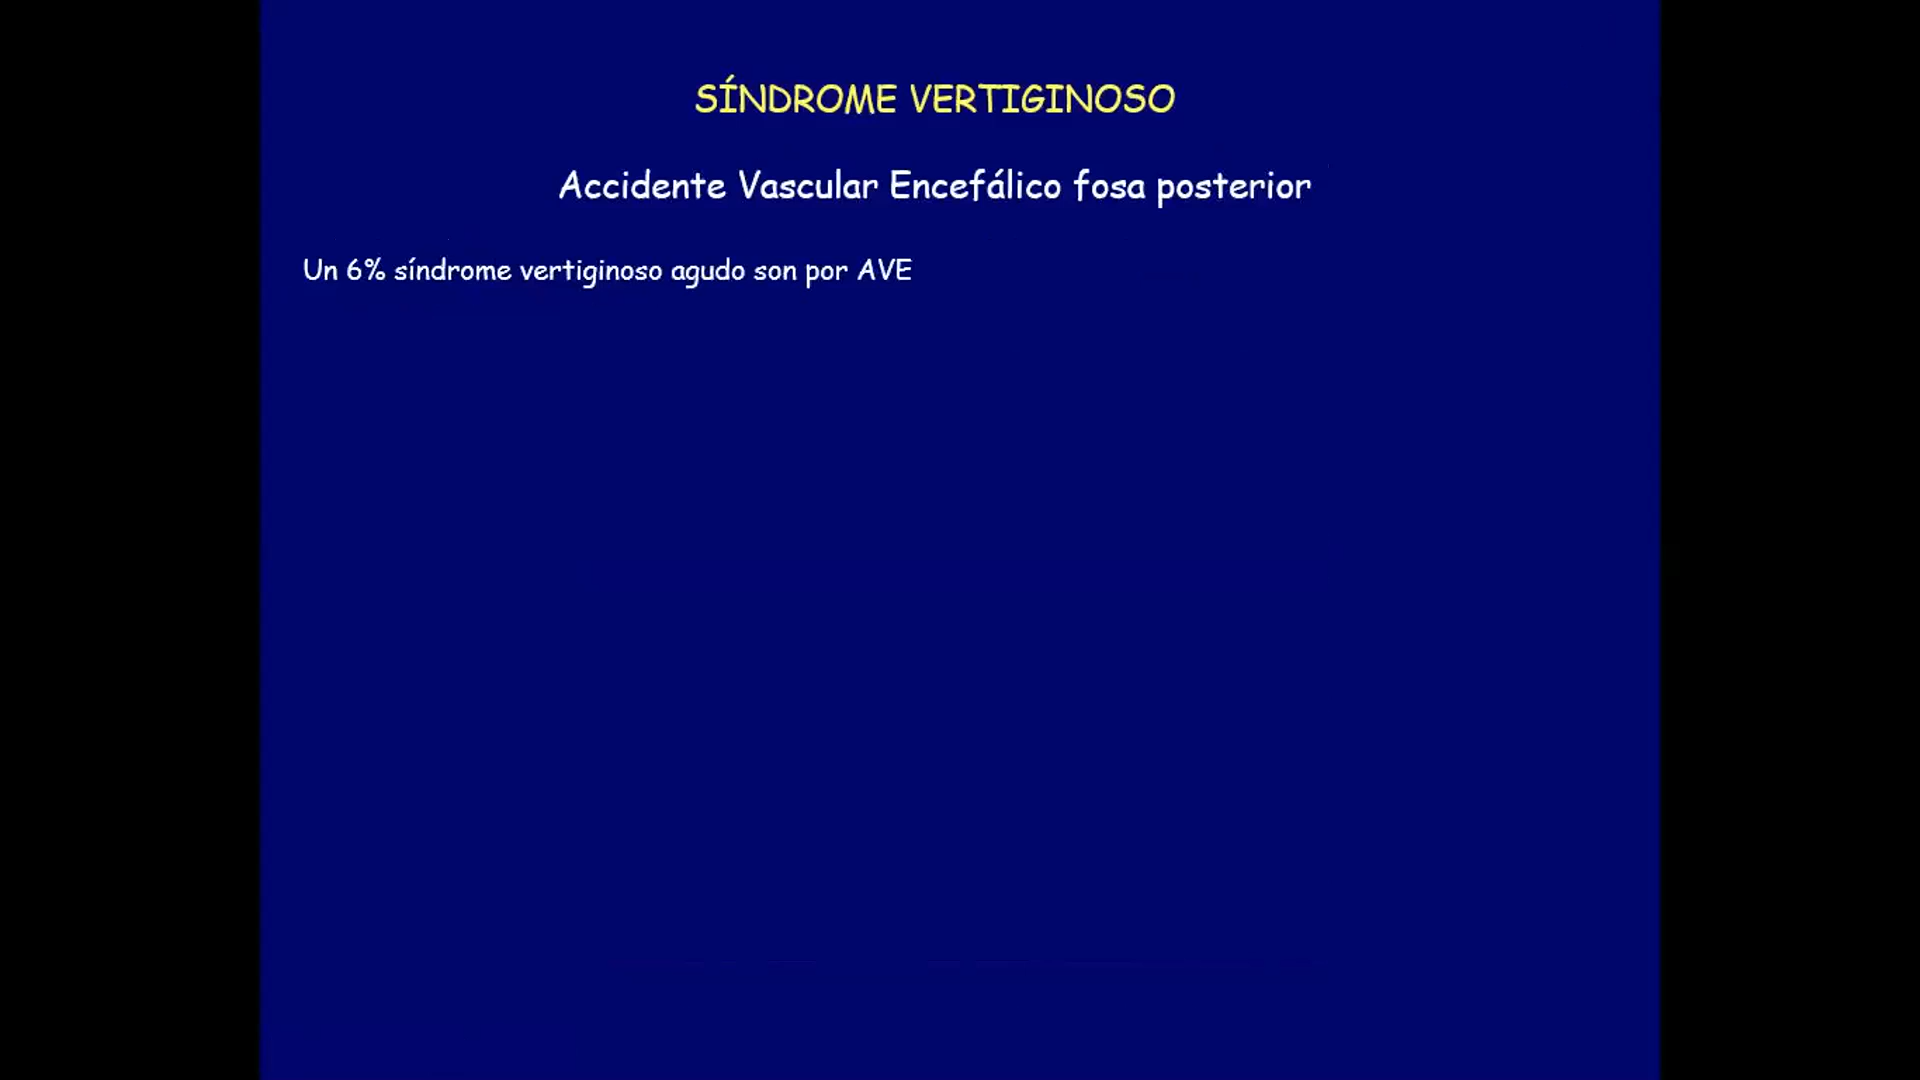 SÍNDROME VERTIGINOSO
Accidente Vascular Encefálico fosa posterior
Un 6% síndrome vertiginoso agudo son por AVE